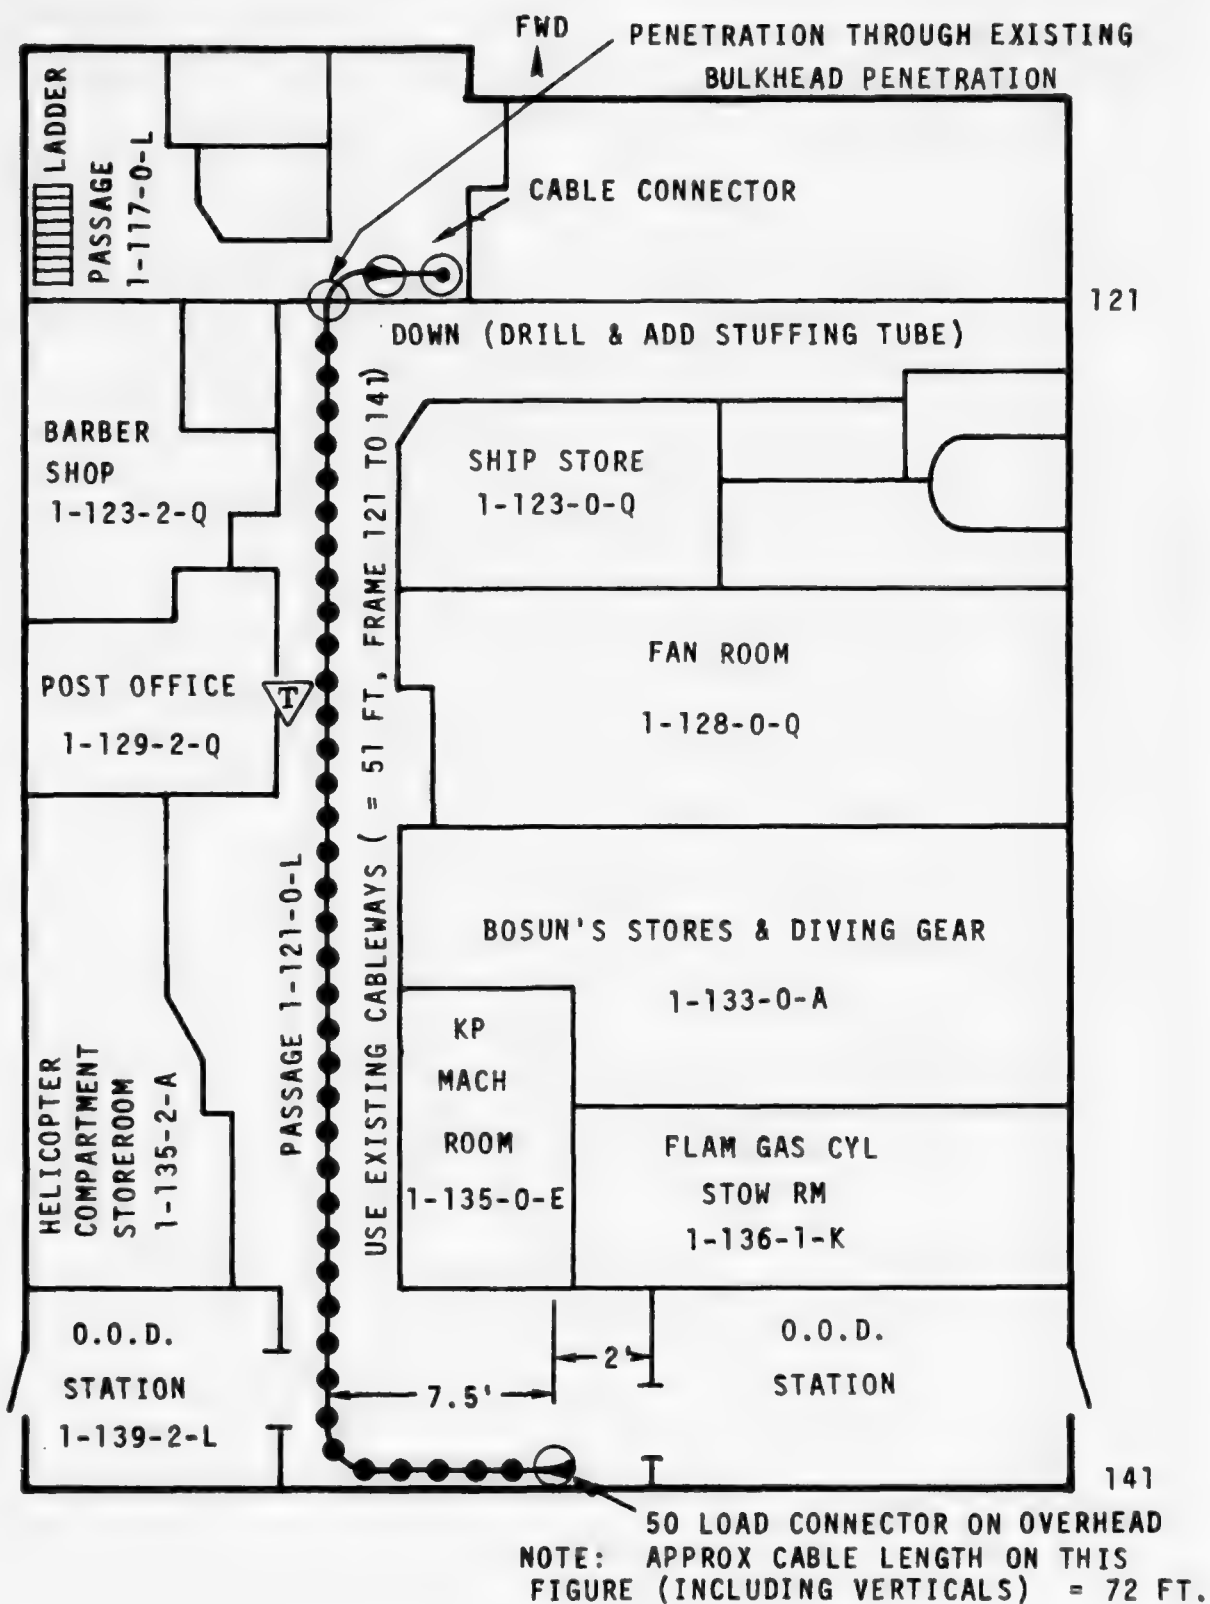 FWD
PENETRATION THROUGH EXISTING
BULKHEAD PENETRATION
LADDER
PASSAGE
1-117-0-L
CABLE CONNECTOR
121
DOWN (DRILL & ADD STUFFING TUBE)
BARBER
SHOP
1-123-2-Q
SHIP STORE
1-123-0-Q
USE EXISTING CABLEWAYS ( = 51 FT, FRAME 121 TO 141)
FAN ROOM
1-128-0-Q
POST OFFICE
T
1-129-2-Q
PASSAGE 1-121-0-L
BOSUN'S STORES & DIVING GEAR
1-133-0-A
KP
MACH
ROOM
1-135-0-E
HELICOPTER
COMPARTMENT
STOREROOM
1-135-2-A
FLAM GAS CYL
STOW RM
1-136-1-K
O.O.D.
STATION
1-139-2-L
2'
7.5'
O.O.D.
STATION
141
50 LOAD CONNECTOR ON OVERHEAD
NOTE: APPROX CABLE LENGTH ON THIS
FIGURE (INCLUDING VERTICALS) = 72 FT.